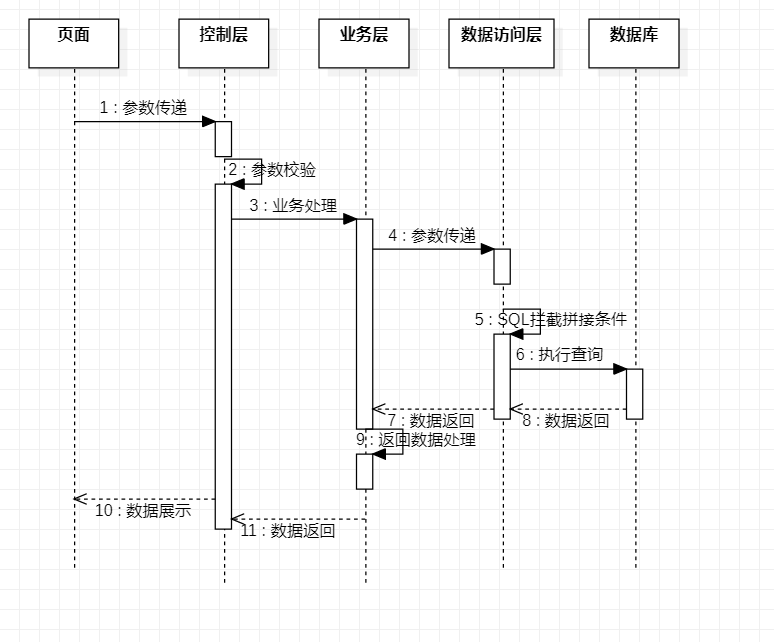 页面
控制层
业务层
数据访问层
数据库
1 : 参数传递
2 : 参数校验
3 : 业务处理
4 : 参数传递
5 : SQL拦截拼接条件
6 : 执行查询
7 : 数据返回
8 : 数据返回
9 : 返回数据处理
10 : 数据展示
11 : 数据返回